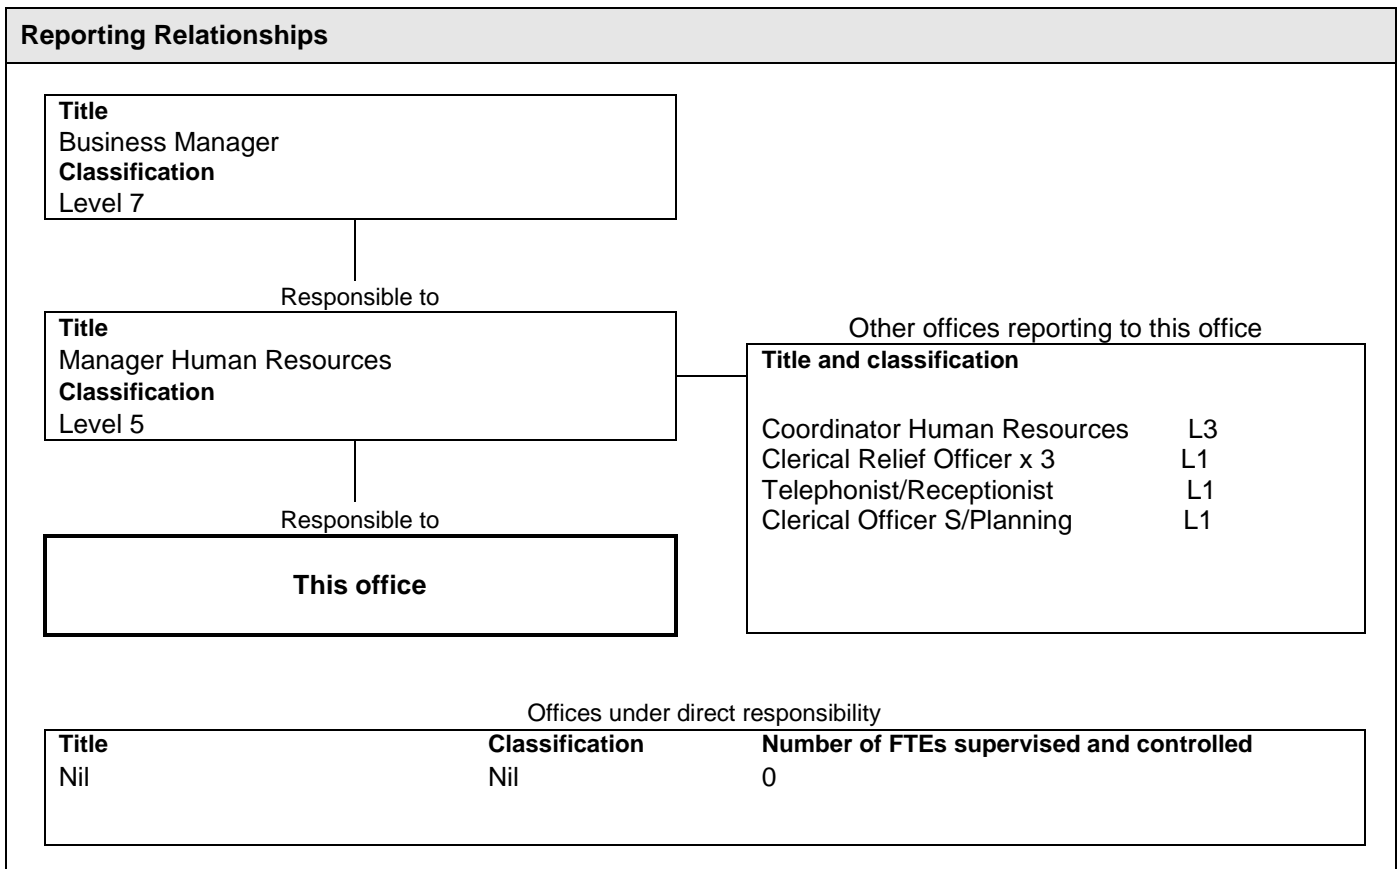 Reporting Relationships
Title
Business Manager
Classification
Level 7
Responsible to
Title
Manager Human Resources
Classification
Level 5
Other offices reporting to this office
Title and classification
Coordinator Human Resources L3
Clerical Relief Officer x 3 L1
Telephonist/Receptionist L1
Clerical Officer S/Planning L1
Responsible to
This office
Offices under direct responsibility
Title Classification Number of FTEs supervised and controlled
Nil Nil 0